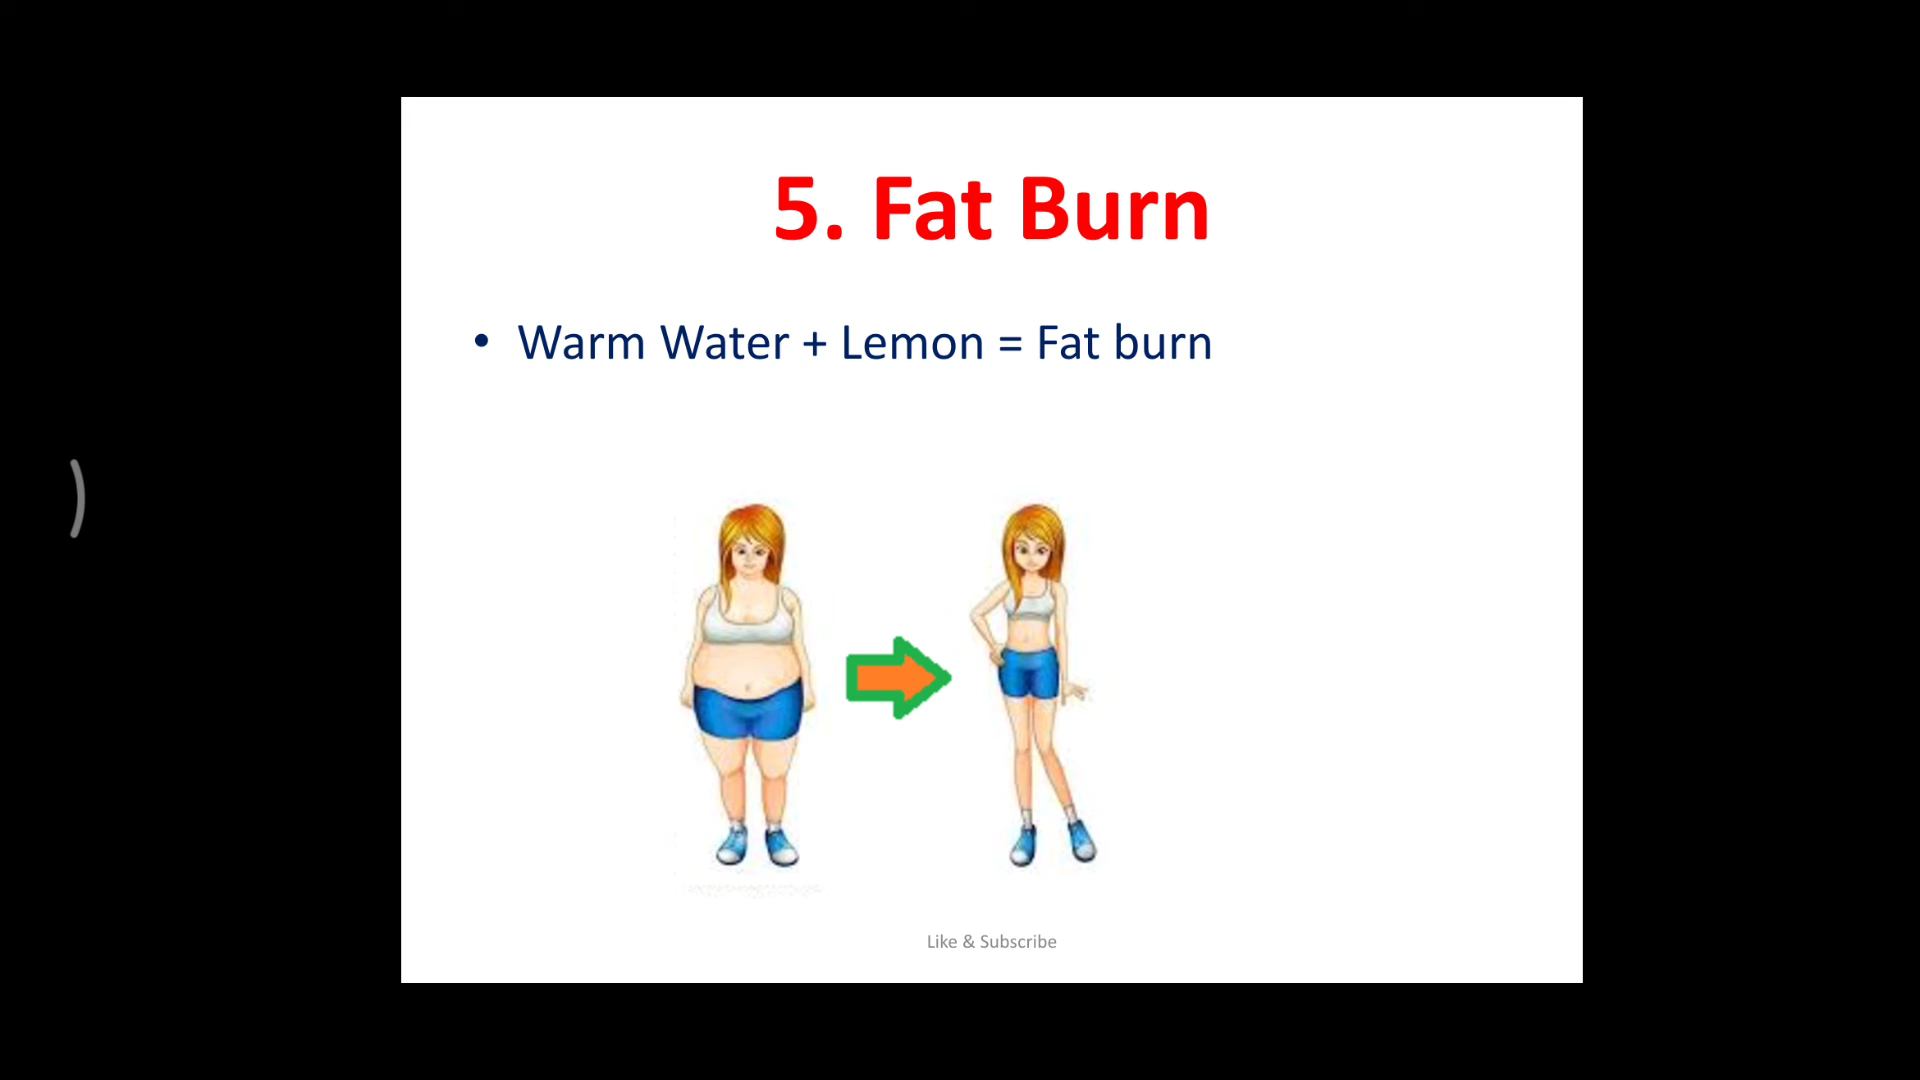 5. Fat Burn
• Warm Water + Lemon = Fat burn
Like & Subscribe